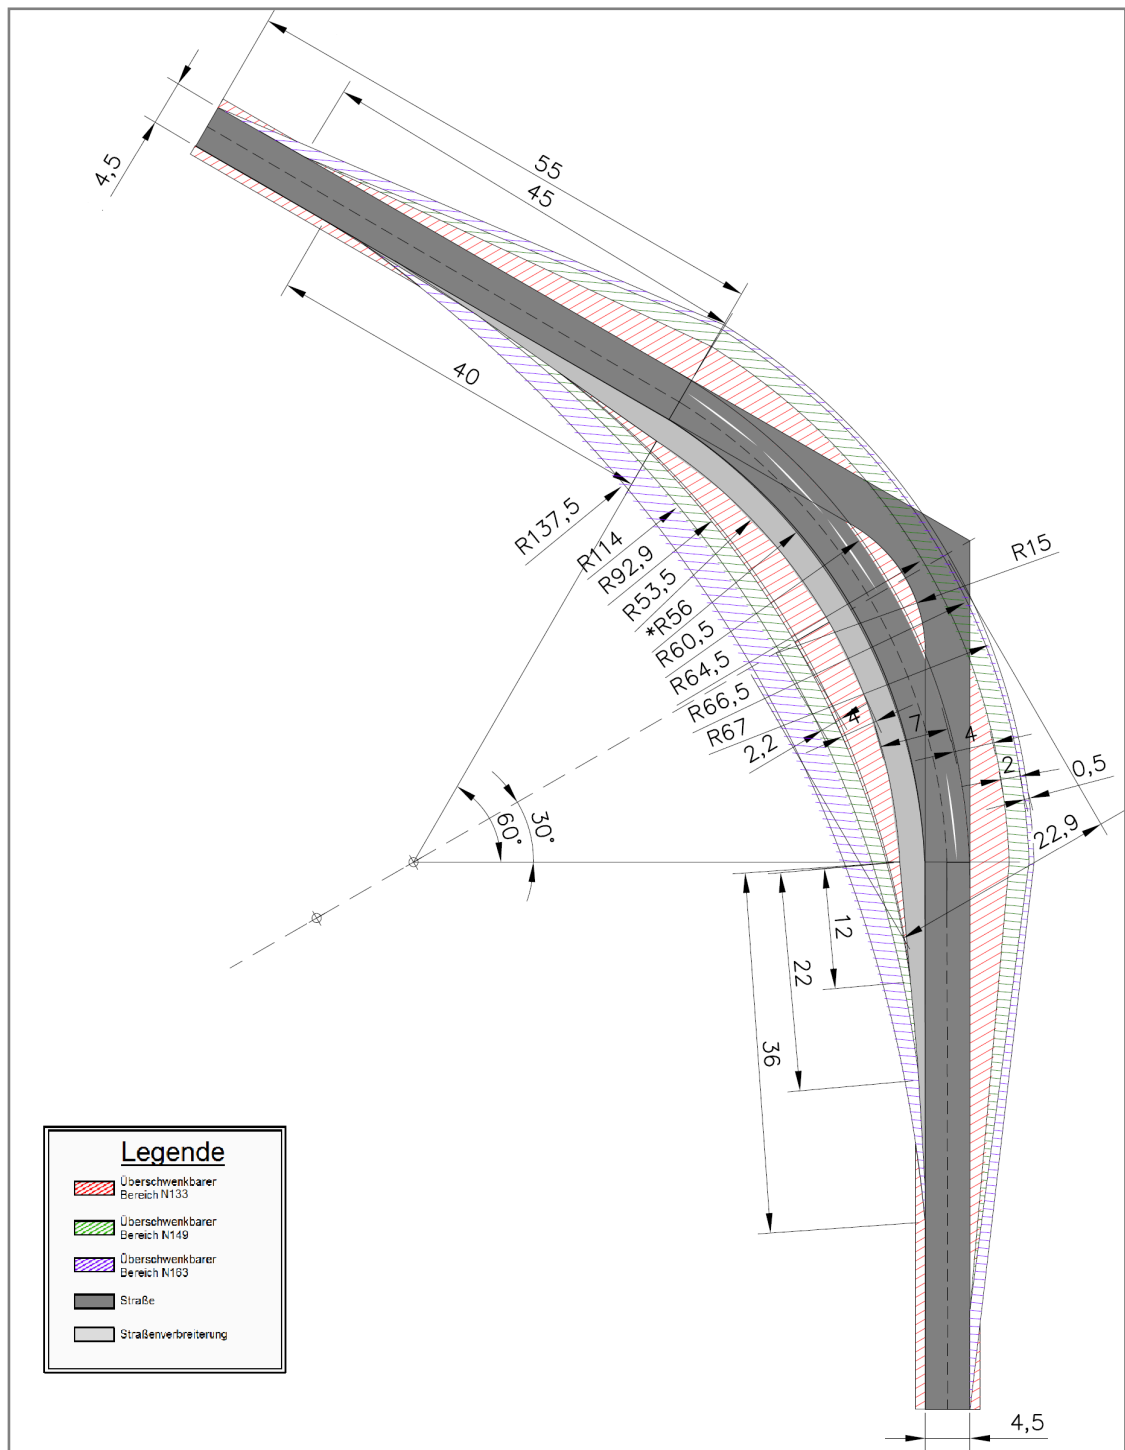 55
45
4,5
40
R137,5
R114
R92,9
R53,5
*R56
R60,5
R64,5
R66,5
R67
2,2
R15
4
7
4
2
0,5
22,9
60°
30°
12
22
36
Legende
Überschwenkbarer
Bereich N133
Überschwenkbarer
Bereich N149
Überschwenkbarer
Bereich N163
Straße
Straßenverbreiterung
4,5